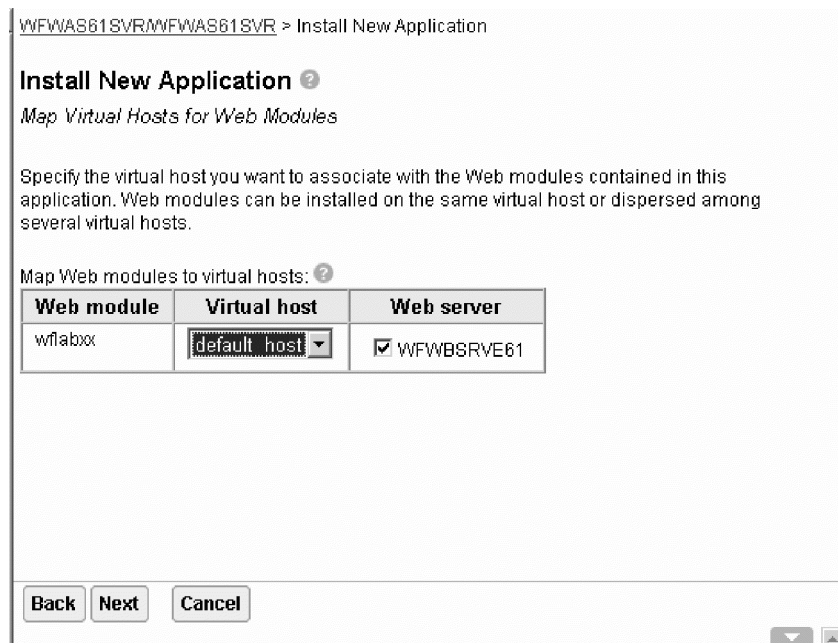 WFWAS61SVR/WFWAS61SVR > Install New Application
Install New Application ?
Map Virtual Hosts for Web Modules
Specify the virtual host you want to associate with the Web modules contained in this
application. Web modules can be installed on the same virtual host or dispersed among
several virtual hosts.
Map Web modules to virtual hosts: ?
Web module Virtual host Web server
wflabxx default_host WFWBSRVE61
Back Next Cancel